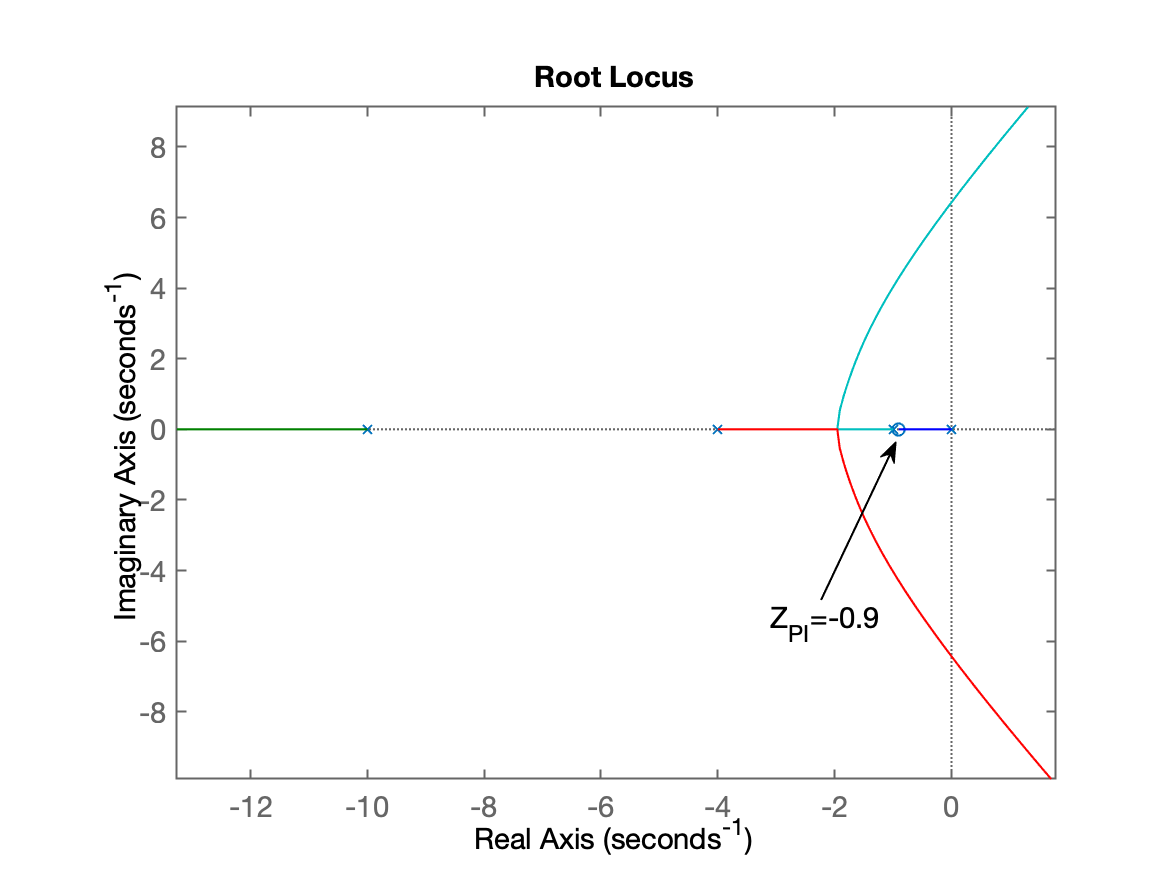 Root Locus
Imaginary Axis (seconds⁻¹)
8
6
4
2
0
-2
-4
-6
-8
Z_PI=-0.9
-12 -10 -8 -6 -4 -2 0
Real Axis (seconds⁻¹)